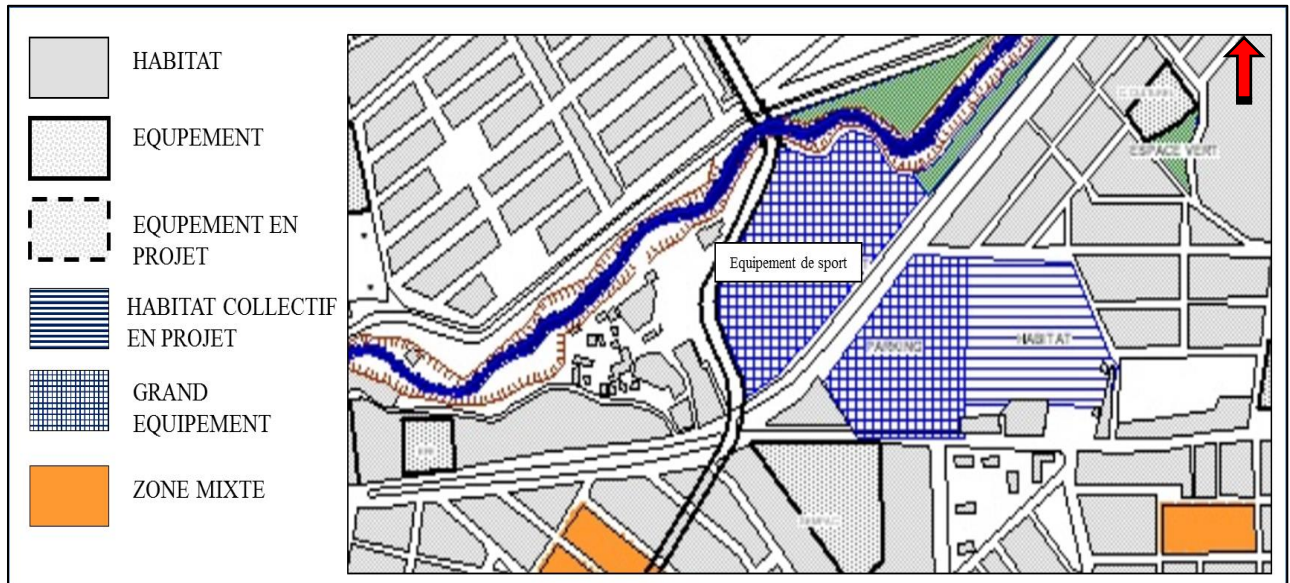 HABITAT
EQUPEMENT
EQUPEMENT EN
PROJET
HABITAT COLLECTIF
EN PROJET
GRAND
EQUIPEMENT
ZONE MIXTE
ESPACE VERT
Equipement de sport
PARKING
HABITAT